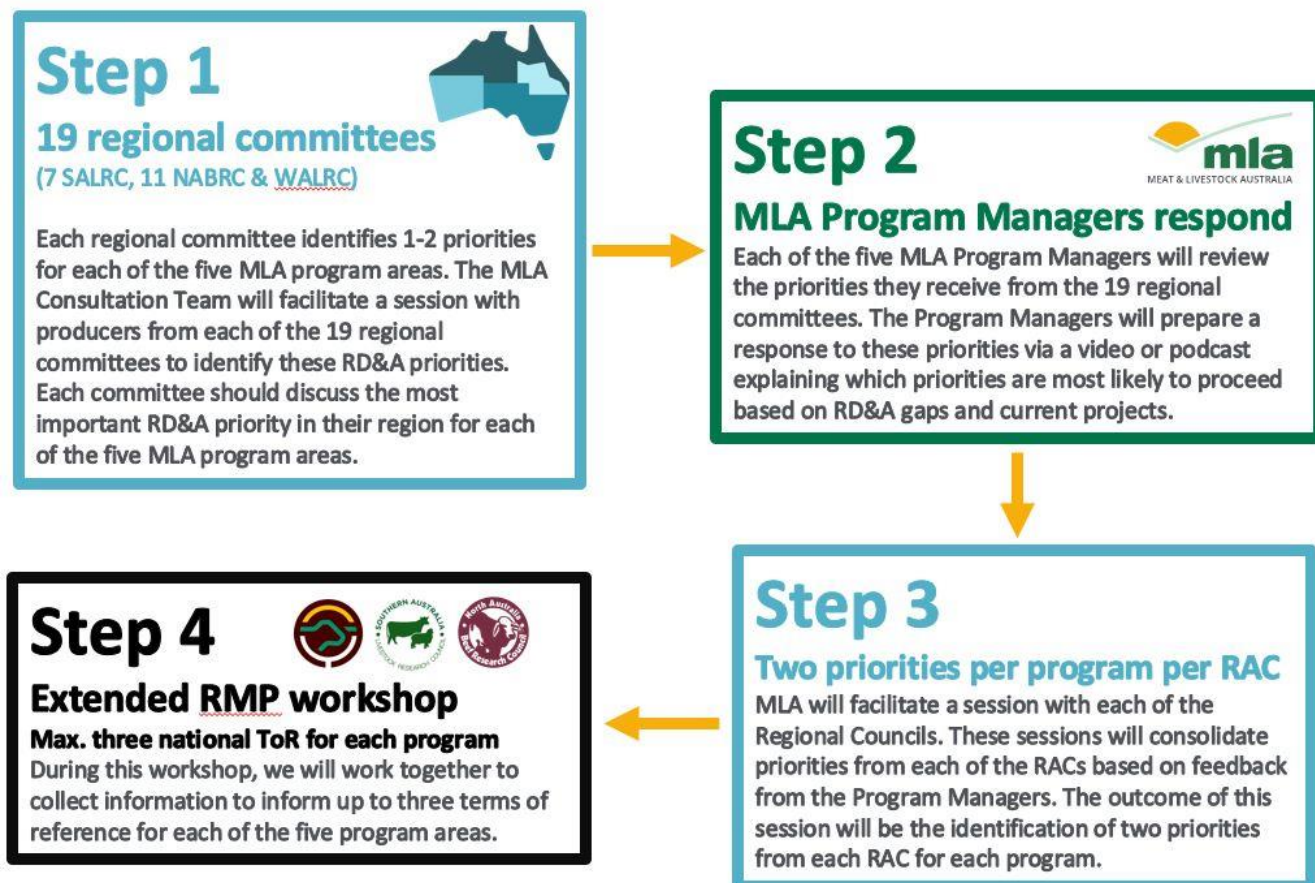 Step 1
19 regional committees
(7 SALRC, 11 NABRC & WALRC)
Each regional committee identifies 1-2 priorities
for each of the five MLA program areas. The MLA
Consultation Team will facilitate a session with
producers from each of the 19 regional
committees to identify these RD&A priorities.
Each committee should discuss the most
important RD&A priority in their region for each
of the five MLA program areas.
Step 2
mla
MEAT & LIVESTOCK AUSTRALIA
MLA Program Managers respond
Each of the five MLA Program Managers will review
the priorities they receive from the 19 regional
committees. The Program Managers will prepare a
response to these priorities via a video or podcast
explaining which priorities are most likely to proceed
based on RD&A gaps and current projects.
Step 3
Two priorities per program per RAC
MLA will facilitate a session with each of the
Regional Councils. These sessions will consolidate
priorities from each of the RACs based on feedback
from the Program Managers. The outcome of this
session will be the identification of two priorities
from each RAC for each program.
Step 4
SOUTHERN AUSTRALIA
LIVESTOCK RESEARCH COUNCIL
North Australia
Beef Research Council
Extended RMP workshop
Max. three national ToR for each program
During this workshop, we will work together to
collect information to inform up to three terms of
reference for each of the five program areas.